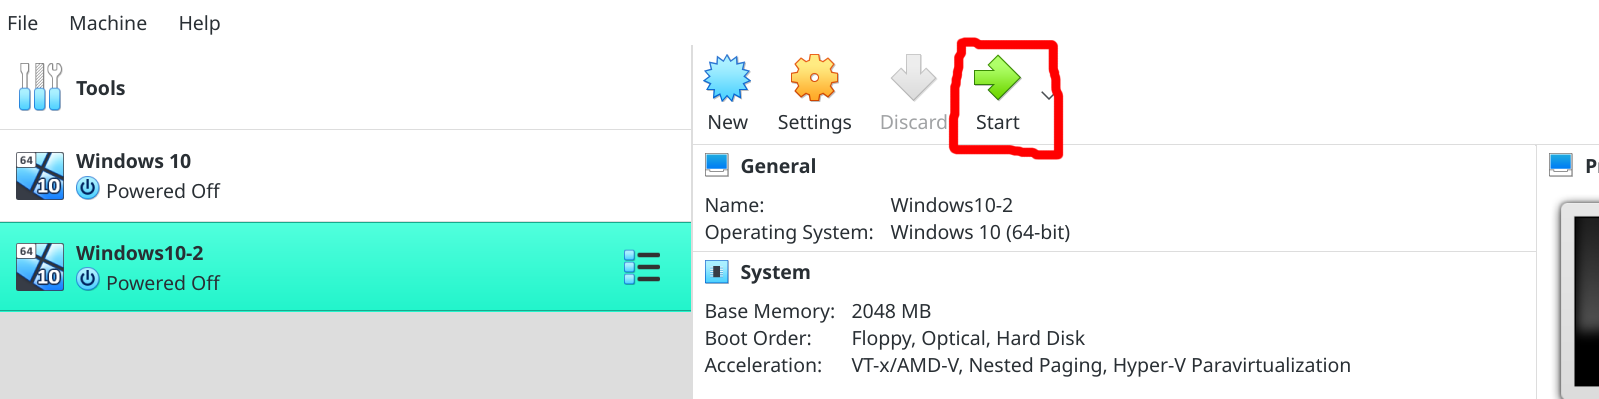 File Machine Help
Tools
New Settings Discard Start
64
10
Windows 10
Powered Off
64
10
Windows10-2
Powered Off
General
Name: Windows10-2
Operating System: Windows 10 (64-bit)
System
Base Memory: 2048 MB
Boot Order: Floppy, Optical, Hard Disk
Acceleration: VT-x/AMD-V, Nested Paging, Hyper-V Paravirtualization